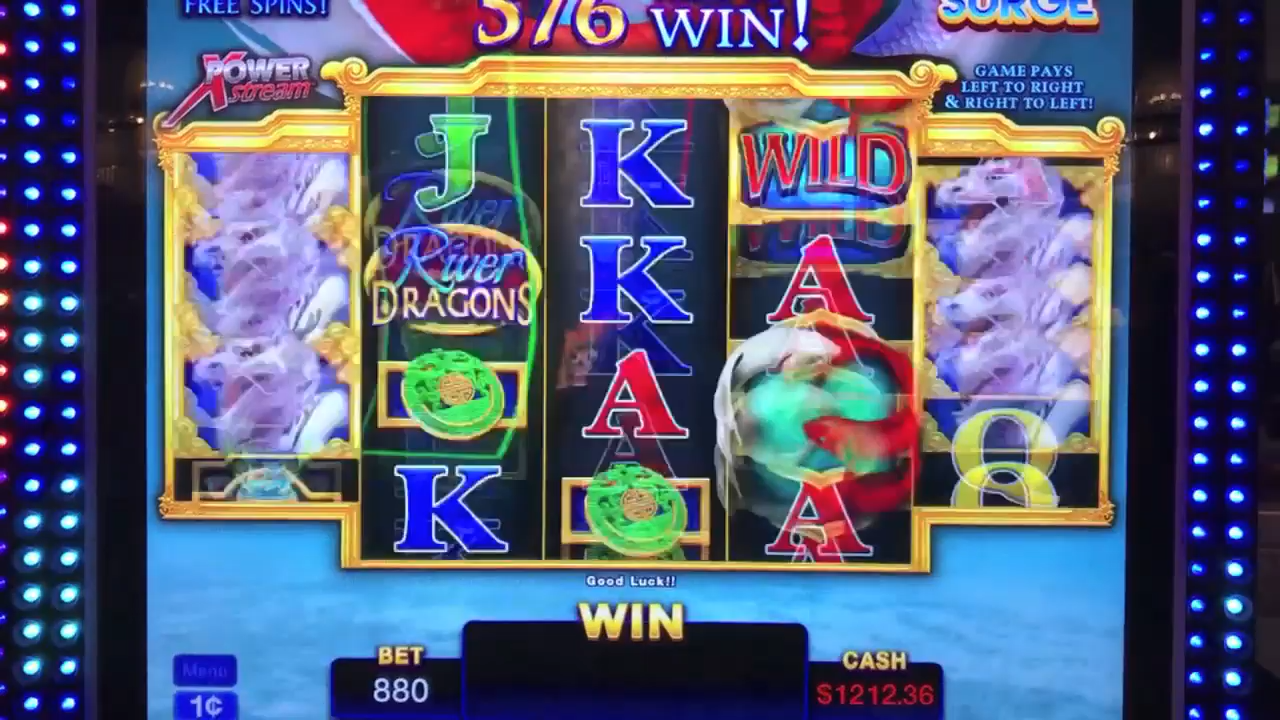 FREE SPINS!
576 WIN!
SURGE
POWER
Xstream
GAME PAYS
LEFT TO RIGHT
& RIGHT TO LEFT!
J
K
WILD
River
DRAGONS
K
A
A
K
A
8
Good Luck!!
WIN
BET
880
CASH
$1212.36
Menu
1¢